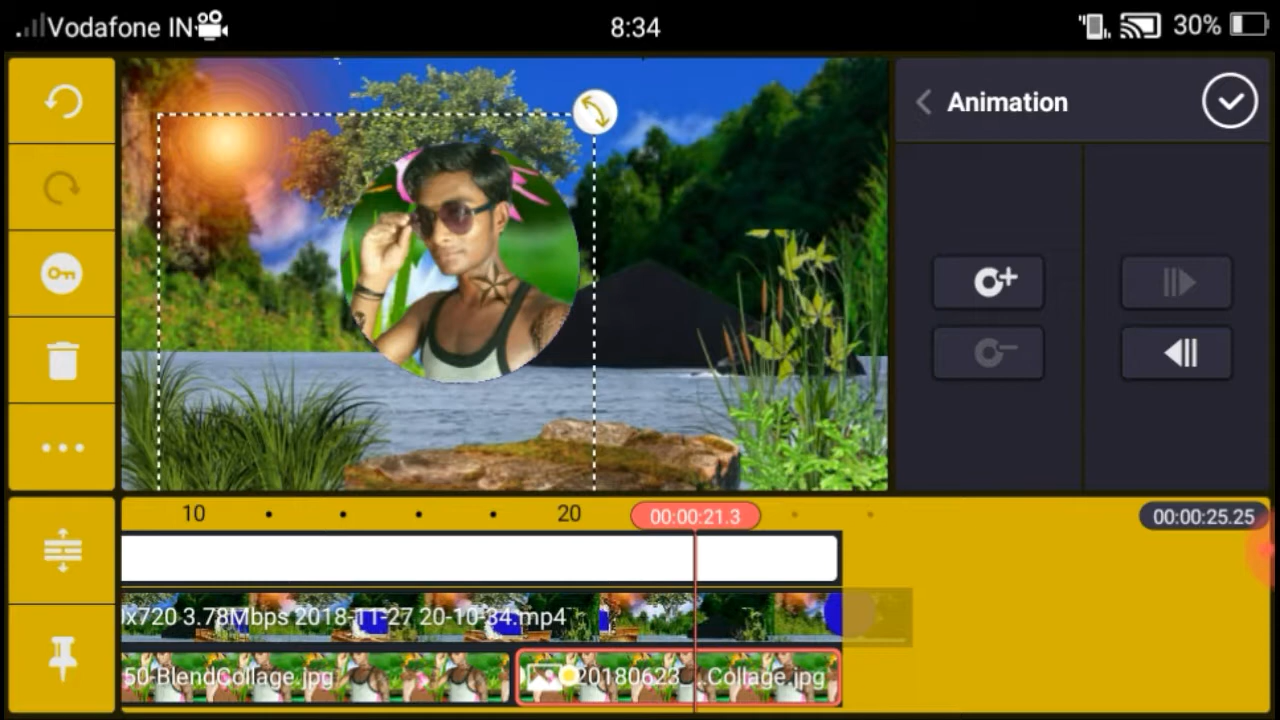 Vodafone IN
8:34
30%
Animation
10
20
00:00:21.3
00:00:25.25
x720 3.78Mbps 2018-11-27 20-10-34.mp4
50-BlendCollage.jpg
20180623...Collage.jpg